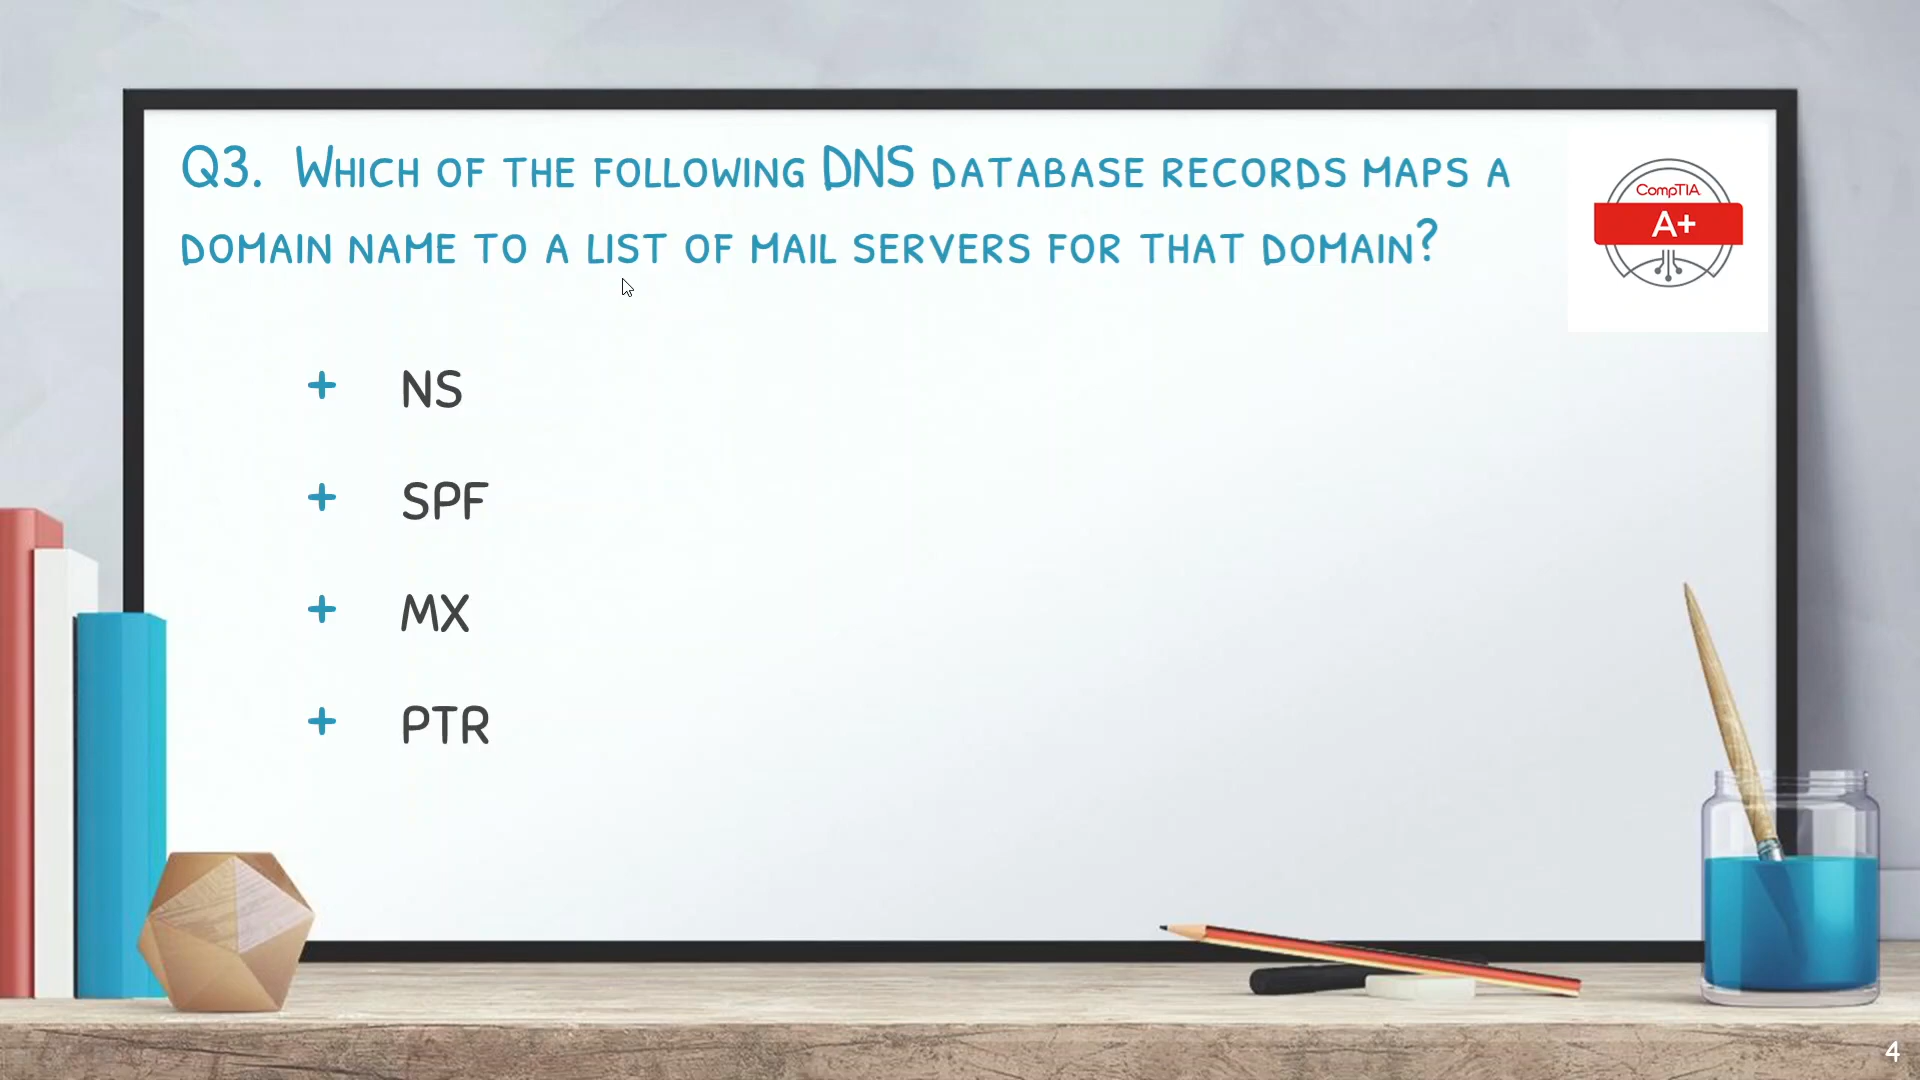 Q3. Which of the following DNS database records maps a
domain name to a list of mail servers for that domain?
CompTIA
A+
+ NS
+ SPF
+ MX
+ PTR
4